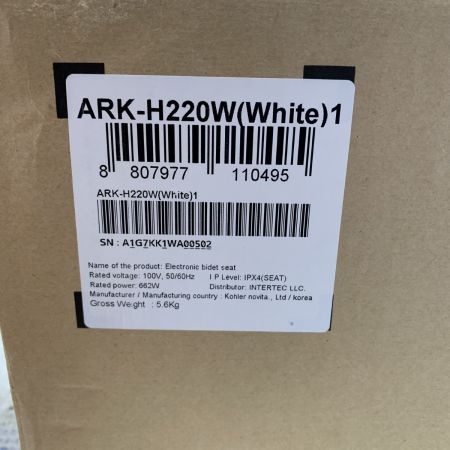 ARK-H220W(White)1
8 807977 110495
ARK-H220W(White)1
SN : A1G7KK1WA00502
Name of the product: Electronic bidet seat
Rated voltage: 100V, 50/60Hz I P Level: IPX4(SEAT)
Rated power: 662W Distributor: INTERTEC LLC.
Manufacturer / Manufacturing country : Kohler novita., Ltd / korea
Gross Weight : 5.6Kg